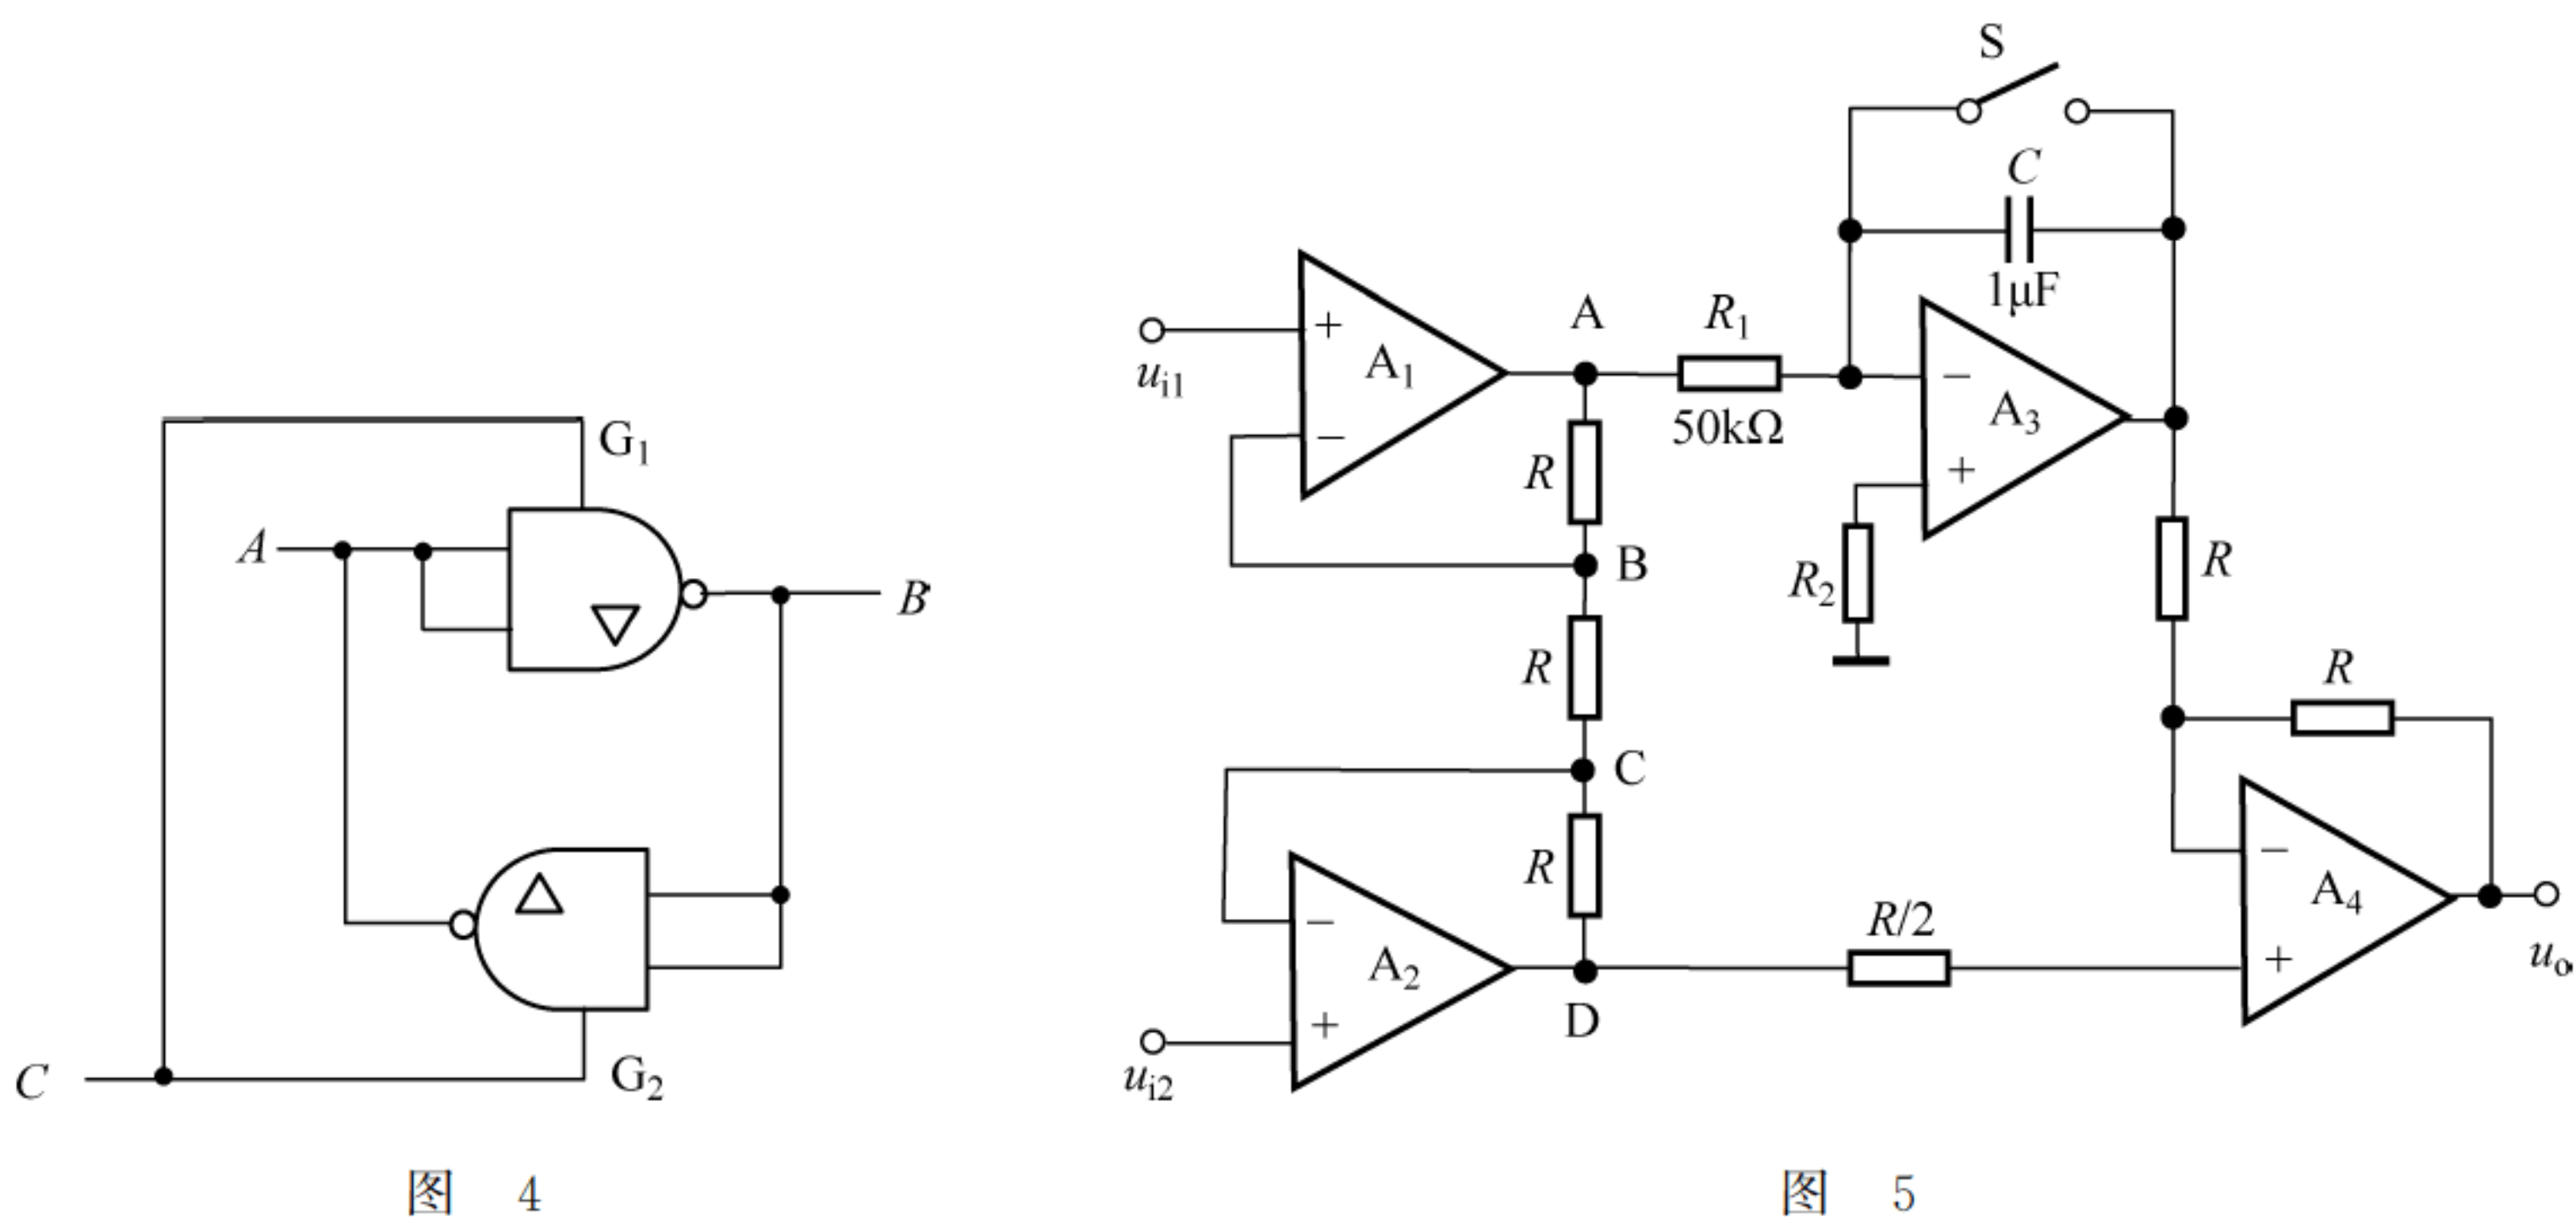 G₁
A
B
C
G₂
图 4
S
C
1μF
A
R₁
+
A₁
uᵢ₁
−
50kΩ
−
A₃
+
R
B
R₂
R
R
R
C
−
R
A₂
+
R/2
−
A₄
+
D
uₒ
uᵢ₂
图 5